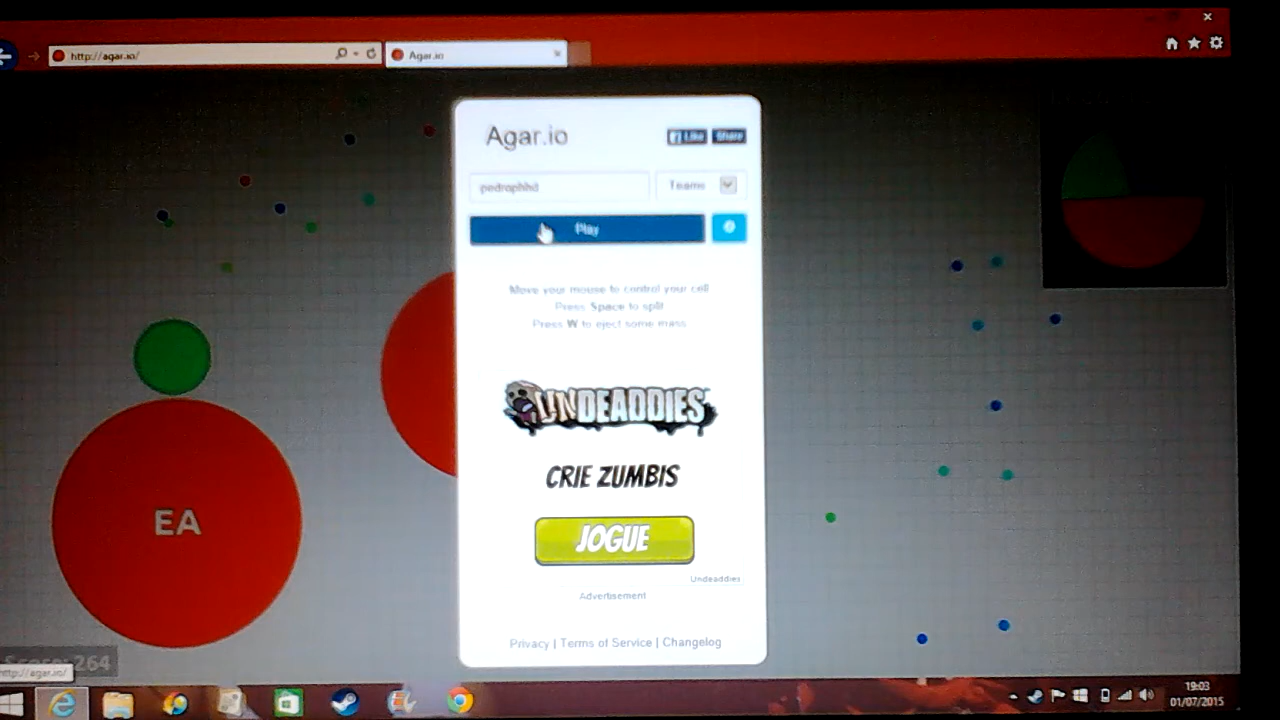 http://agar.io/
Agar.io
Agar.io
Like Share
pedrophhd Teams
Play
Move your mouse to control your cell
Press Space to split
Press W to eject some mass
UNDEADDIES
CRIE ZUMBIS
JOGUE
Undeaddies
Advertisement
Privacy | Terms of Service | Changelog
EA
Score: 264
http://agar.io/
19:03
01/07/2015